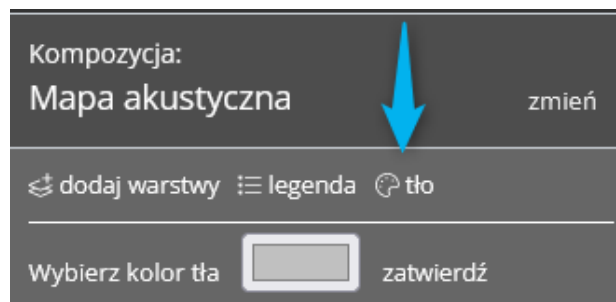 Kompozycja:
Mapa akustyczna zmień
dodaj warstwy legenda tło
Wybierz kolor tła zatwierdź